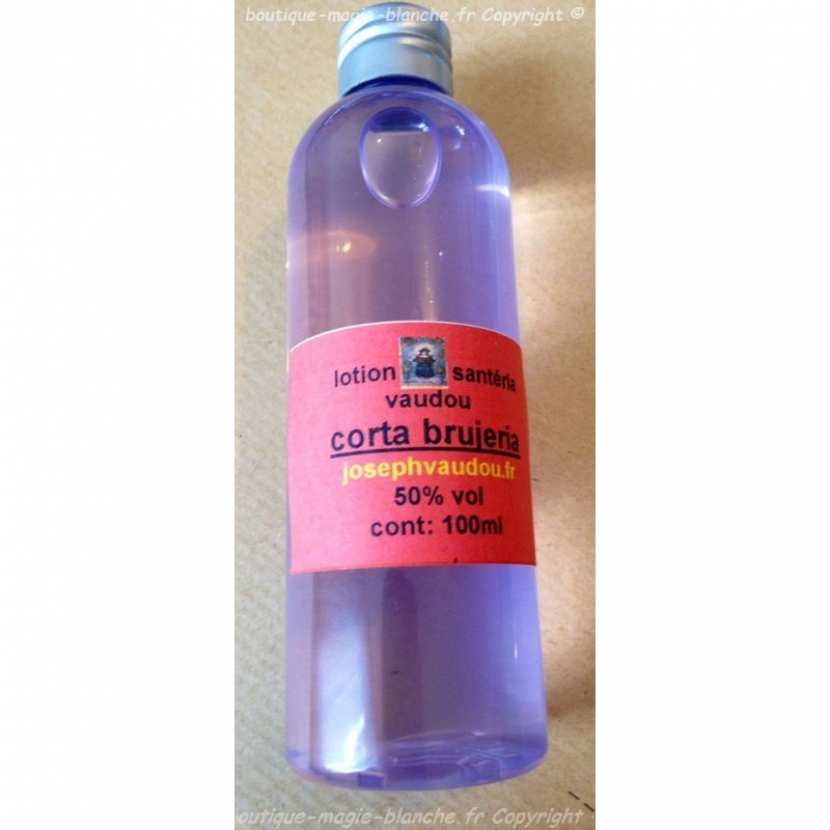 boutique-magie-blanche.fr Copyright ©
lotion santéria
vaudou
corta brujeria
josephvaudou.fr
50% vol
cont: 100ml
outique-magie-blanche.fr Copyright